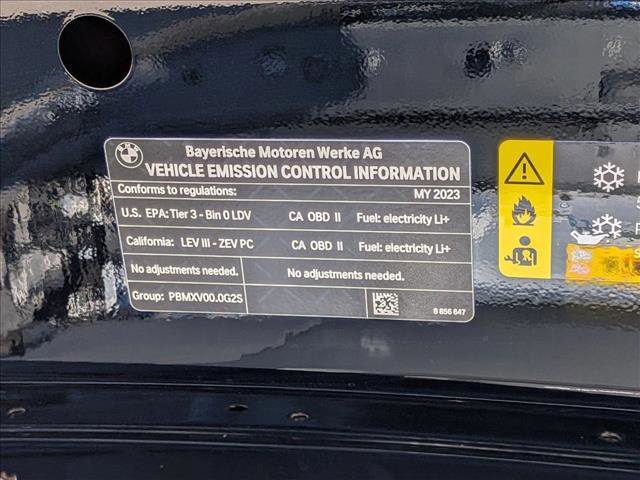 BMW
Bayerische Motoren Werke AG
VEHICLE EMISSION CONTROL INFORMATION
Conforms to regulations: MY 2023
U.S. EPA: Tier 3 - Bin 0 LDV CA OBD II Fuel: electricity Li+
California: LEV III - ZEV PC CA OBD II Fuel: electricity Li+
No adjustments needed. No adjustments needed.
Group: PBMXV00.0G2S 8 856 647